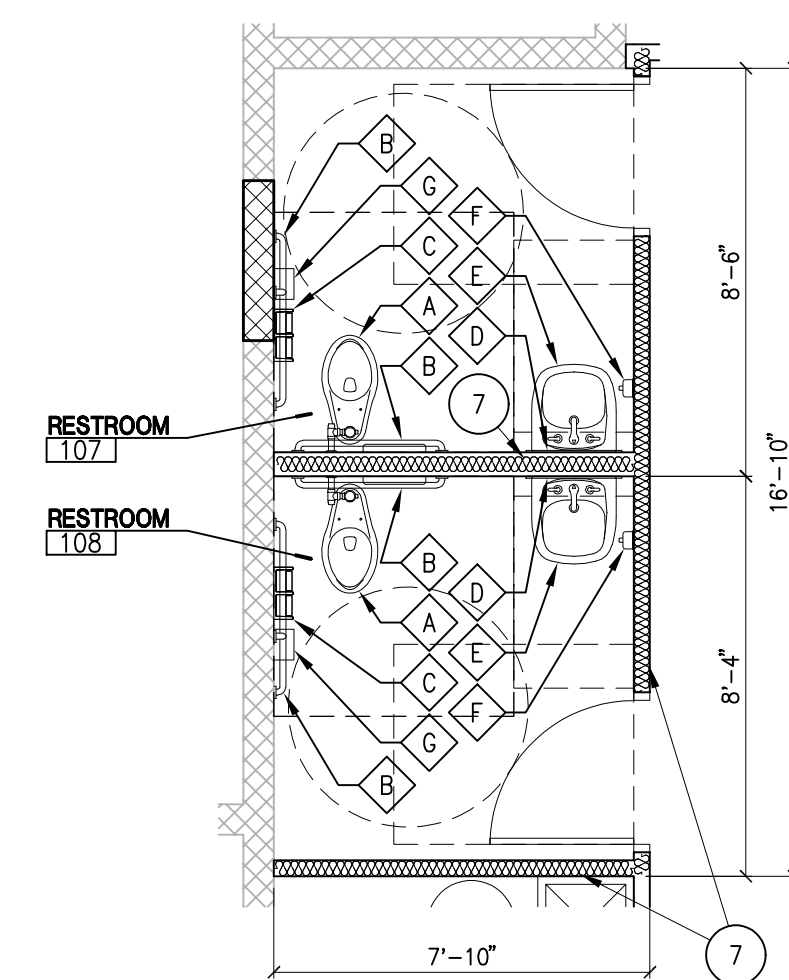 B
G
F
C
E
A
D
B
7
8'-6"
RESTROOM
107
16'-10"
RESTROOM
108
B
D
A
E
C
F
G
B
8'-4"
7'-10"
7